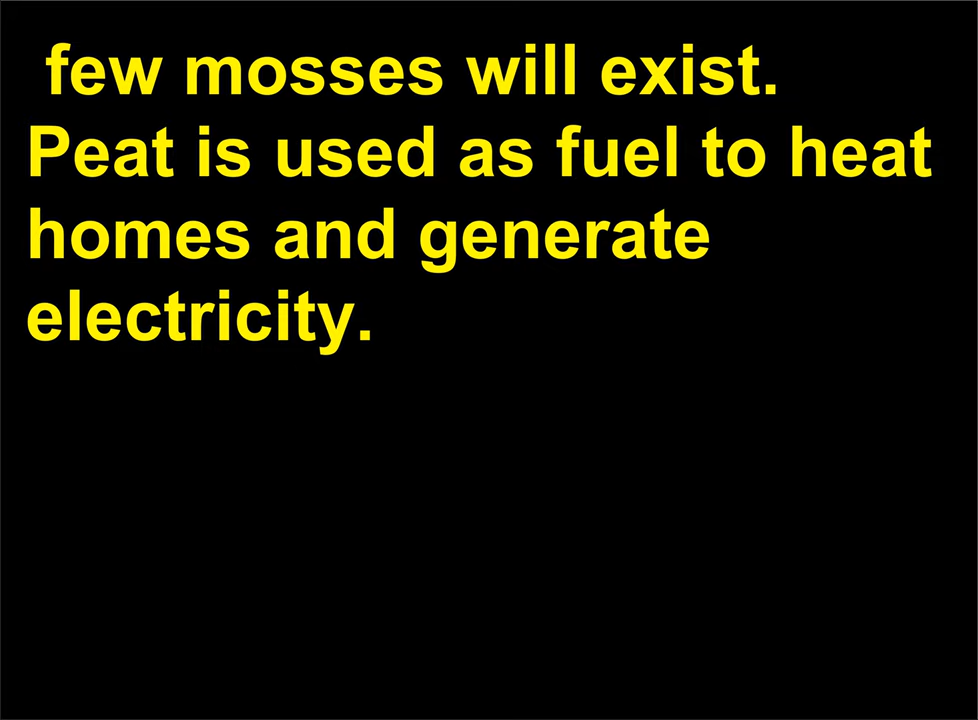 few mosses will exist.
Peat is used as fuel to heat
homes and generate
electricity.